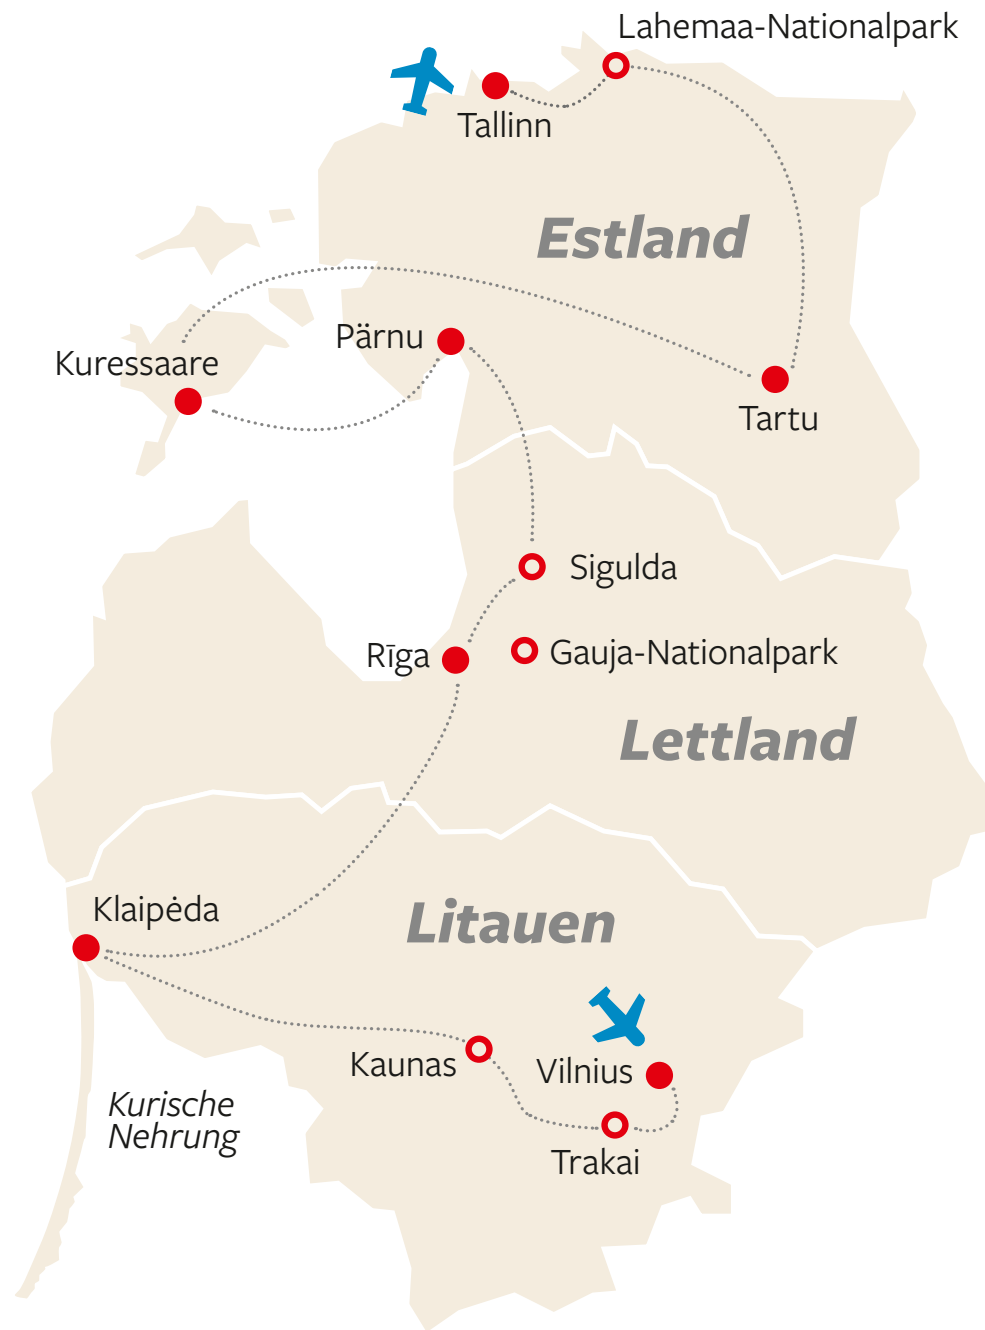 Lahemaa-Nationalpark
Tallinn
Estland
Pärnu
Kuressaare
Tartu
Sigulda
Rīga
Gauja-Nationalpark
Lettland
Klaipėda
Litauen
Kaunas
Vilnius
Kurische
Nehrung
Trakai